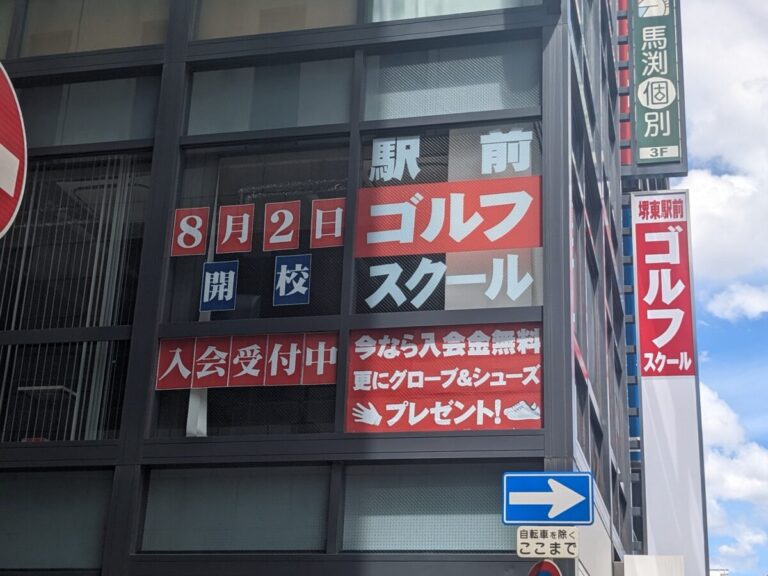 馬渕個別
3F
駅前
ゴルフ
スクール
8月2日
開校
入会受付中
今なら入会金無料
更にグローブ&シューズ
プレゼント!
堺東駅前
ゴルフ
スクール
自転車を除く
ここまで